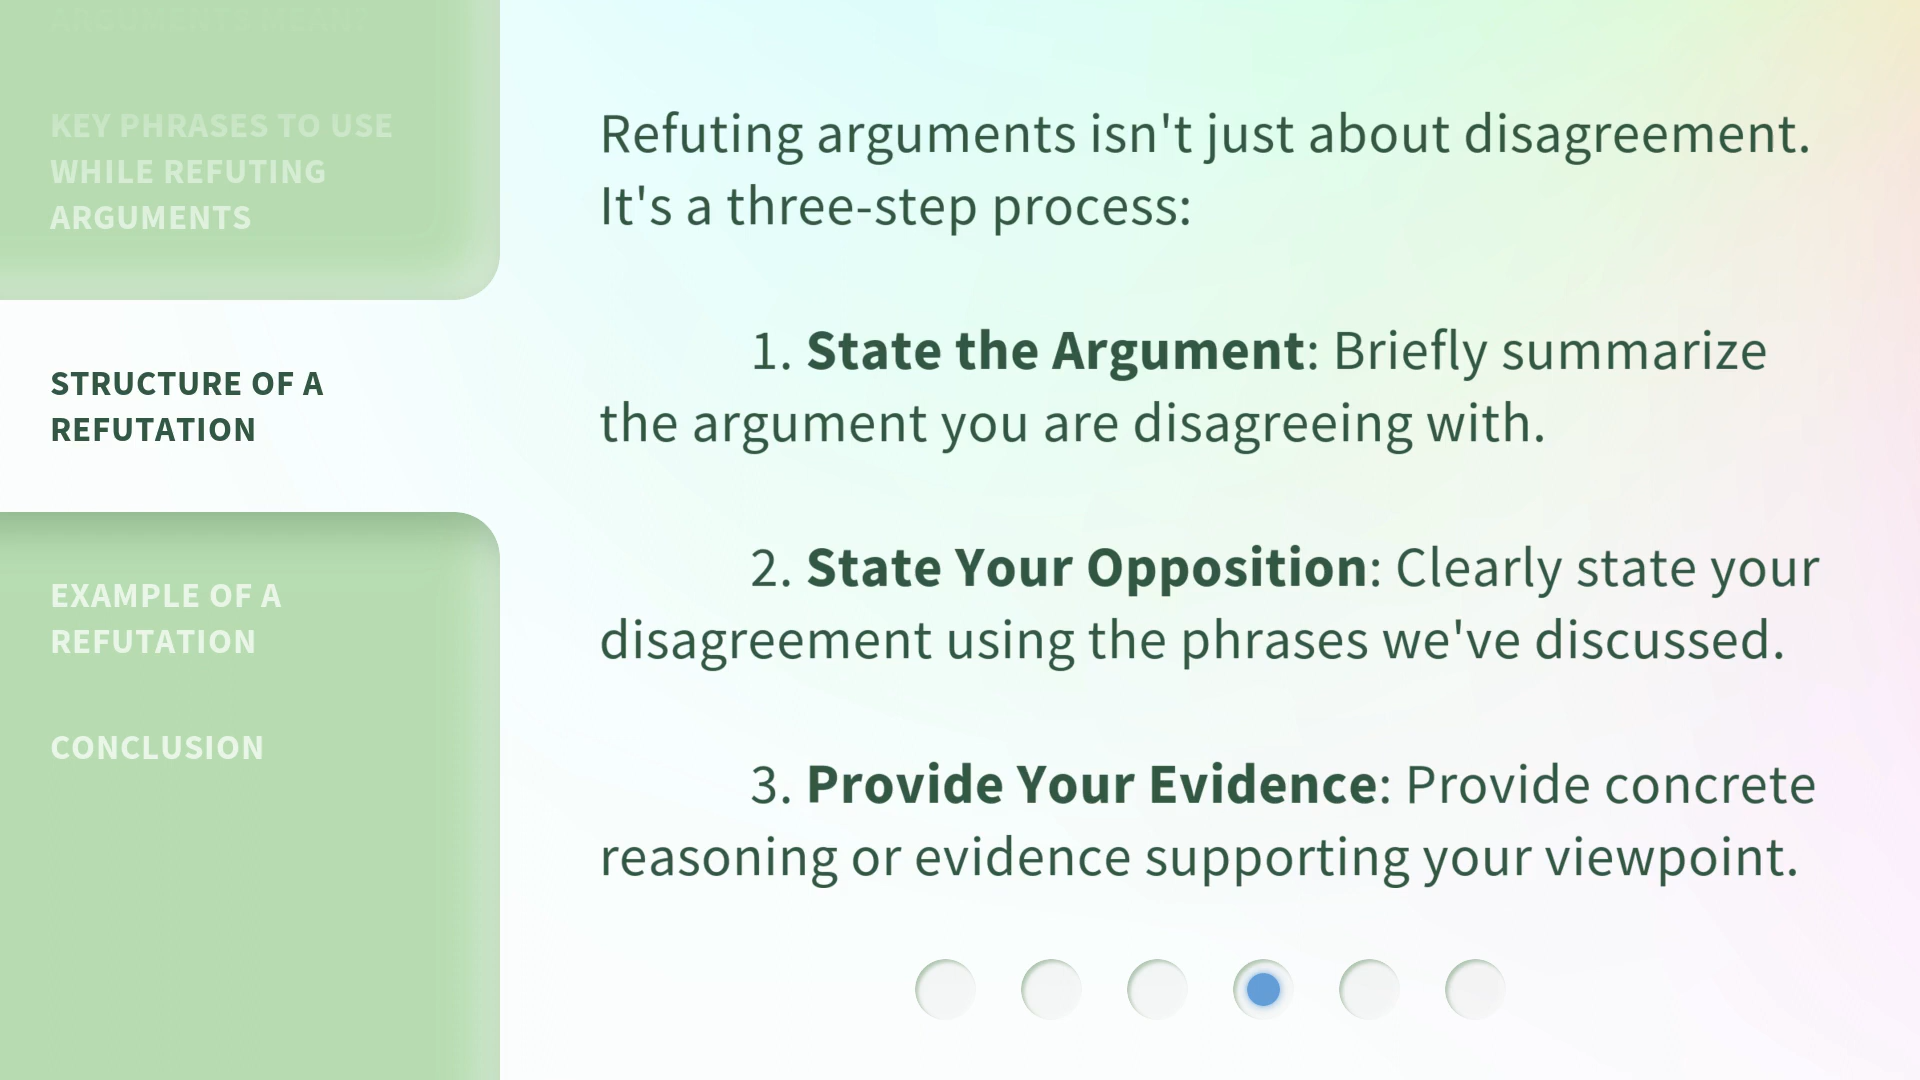 ARGUMENTS MEAN?
KEY PHRASES TO USE
WHILE REFUTING
ARGUMENTS
STRUCTURE OF A
REFUTATION
EXAMPLE OF A
REFUTATION
CONCLUSION
Refuting arguments isn't just about disagreement.
It's a three-step process:
1. State the Argument: Briefly summarize
the argument you are disagreeing with.
2. State Your Opposition: Clearly state your
disagreement using the phrases we've discussed.
3. Provide Your Evidence: Provide concrete
reasoning or evidence supporting your viewpoint.